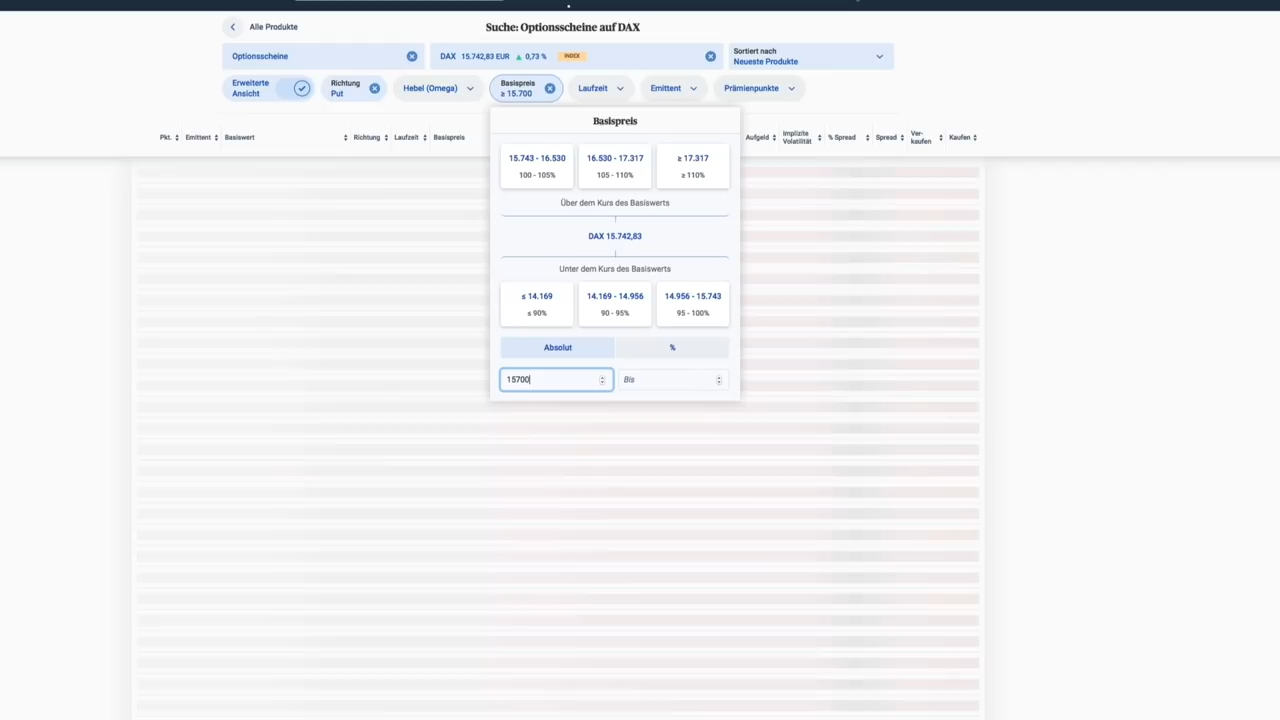 Alle Produkte
Suche: Optionsscheine auf DAX
Optionsscheine
DAX 15.742,83 EUR ▲ 0,73 % INDEX
Sortiert nach
Neueste Produkte
Erweiterte
Ansicht
Richtung
Put
Hebel (Omega)
Basispreis
≥ 15.700
Laufzeit
Emittent
Prämienpunkte
Pkt.
Emittent
Basiswert
Richtung
Laufzeit
Basispreis
Aufgeld
Implizite
Volatilität
% Spread
Spread
Ver-
kaufen
Kaufen
Basispreis
15.743 - 16.530
100 - 105%
16.530 - 17.317
105 - 110%
≥ 17.317
≥ 110%
Über dem Kurs des Basiswerts
DAX 15.742,83
Unter dem Kurs des Basiswerts
≤ 14.169
≤ 90%
14.169 - 14.956
90 - 95%
14.956 - 15.743
95 - 100%
Absolut
%
15700
Bis